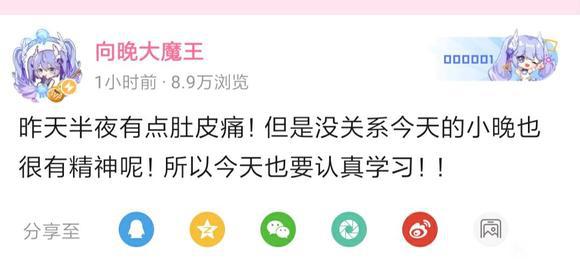 向晚大魔王
000001
1小时前 · 8.9万浏览
昨天半夜有点肚皮痛！但是没关系今天的小晚也
很有精神呢！所以今天也要认真学习！！
分享至